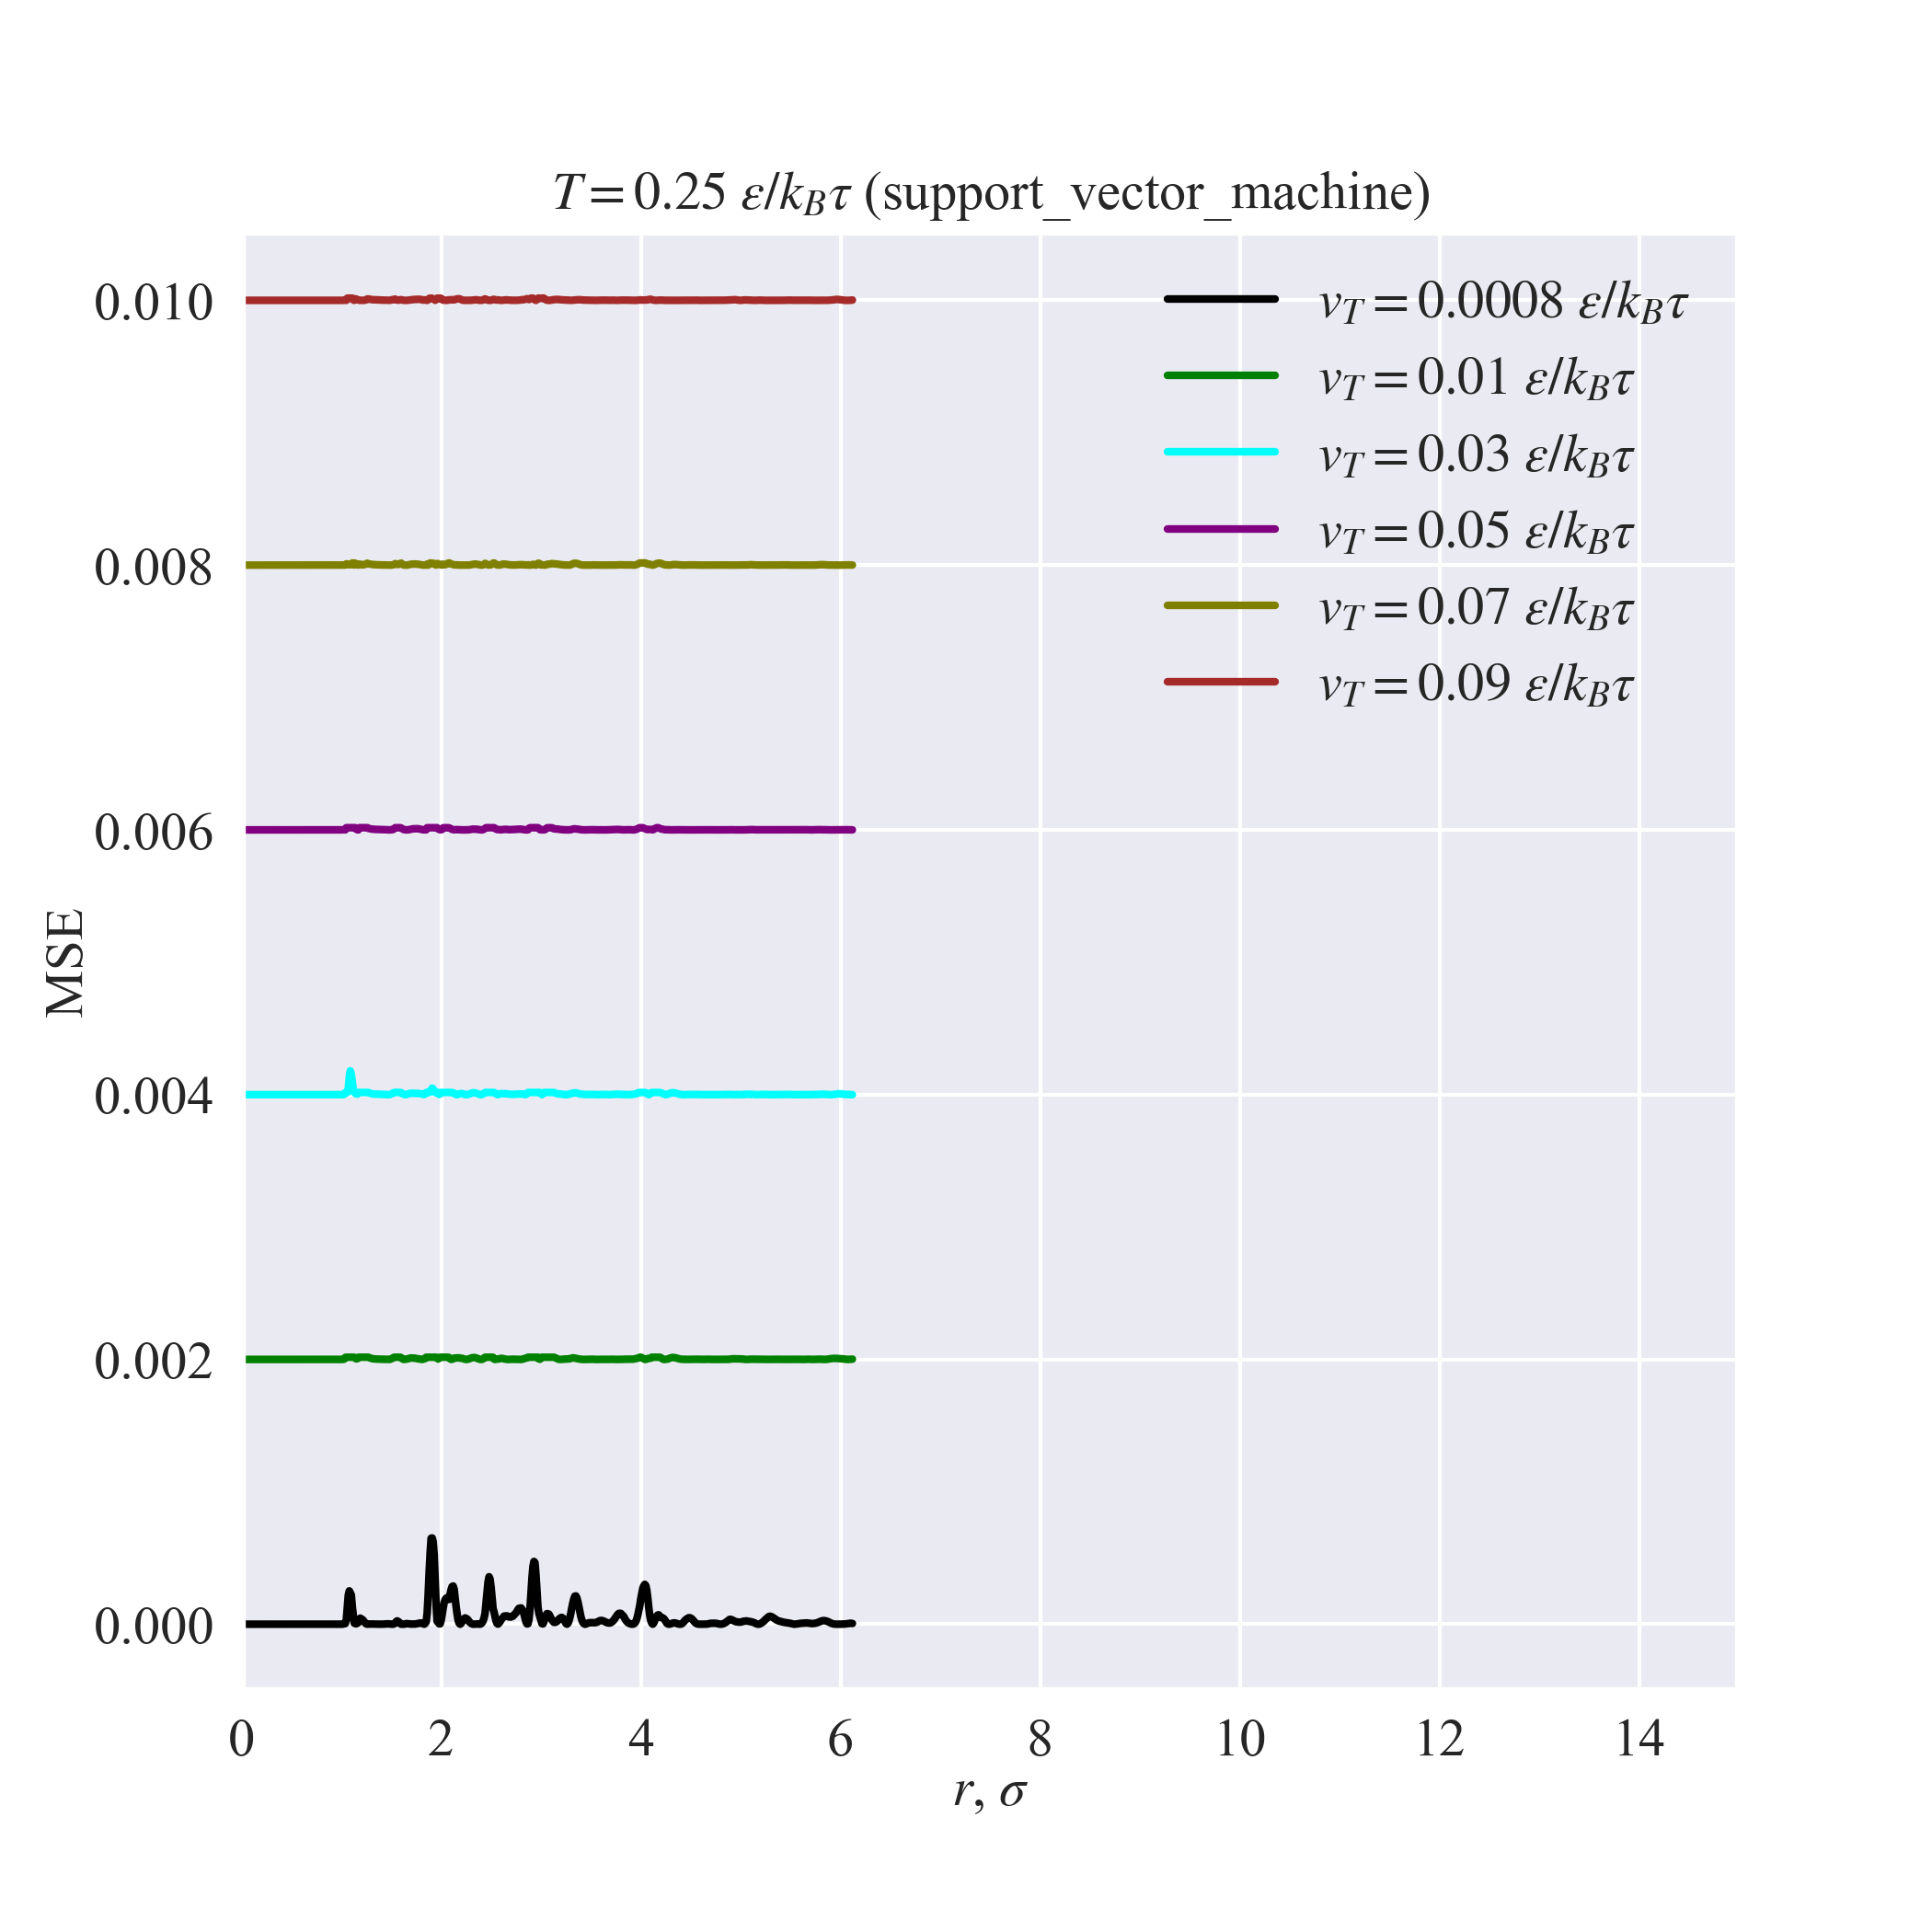 T = 0.25 ε/k_Bτ (support_vector_machine)
0.010
0.008
0.006
0.004
0.002
0.000
MSE
v_T = 0.0008 ε/k_Bτ
v_T = 0.01 ε/k_Bτ
v_T = 0.03 ε/k_Bτ
v_T = 0.05 ε/k_Bτ
v_T = 0.07 ε/k_Bτ
v_T = 0.09 ε/k_Bτ
0 2 4 6 8 10 12 14
r, σ